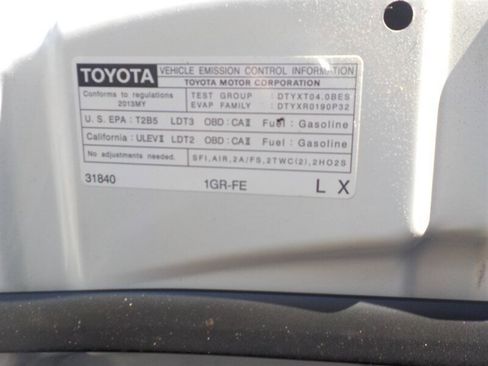 TOYOTA VEHICLE EMISSION CONTROL INFORMATION
TOYOTA MOTOR CORPORATION
Conforms to regulations
2013MY
TEST GROUP : DTYXT04.0BES
EVAP FAMILY : DTYXR0190P32
U.S. EPA : T2B5 LDT3 OBD : CAII Fuel : Gasoline
California : ULEVII LDT2 OBD : CAII Fuel : Gasoline
No adjustments needed. SFI, AIR, 2A/FS, 2TWC(2), 2HO2S
31840 1GR-FE L X